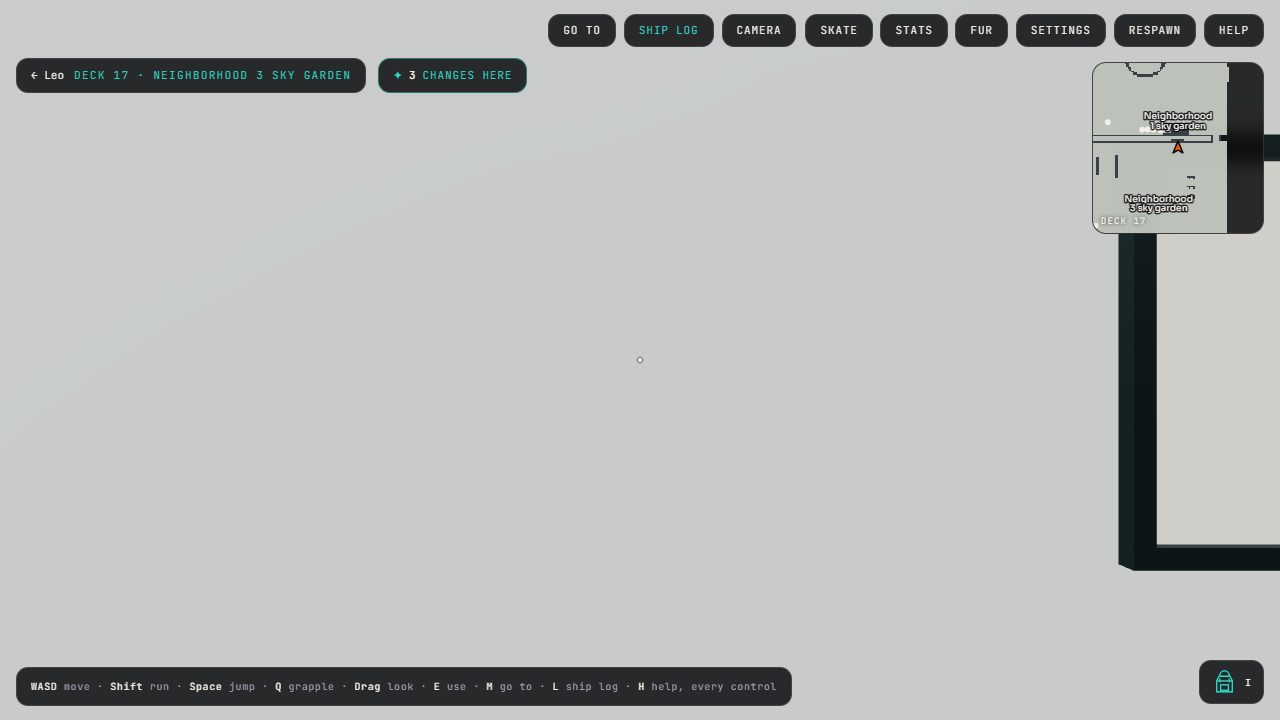 GO TO
SHIP LOG
CAMERA
SKATE
STATS
FUR
SETTINGS
RESPAWN
HELP
← Leo DECK 17 · NEIGHBORHOOD 3 SKY GARDEN
✦ 3 CHANGES HERE
Neighborhood
1 sky garden
Neighborhood
3 sky garden
DECK 17
WASD move · Shift run · Space jump · Q grapple · Drag look · E use · M go to · L ship log · H help, every control
I